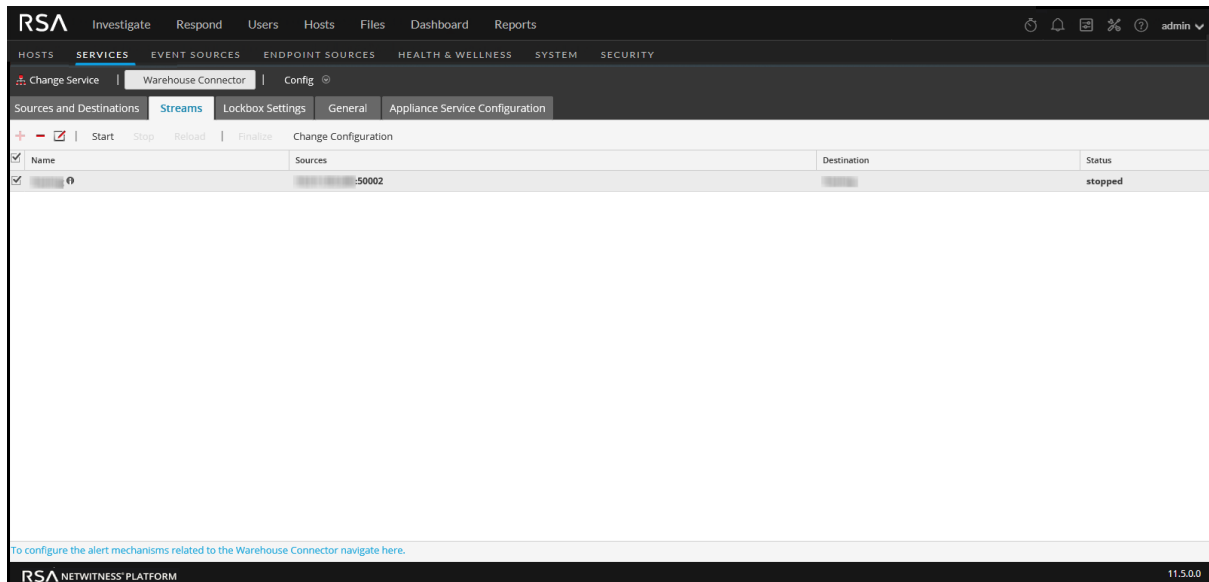 RSA Investigate Respond Users Hosts Files Dashboard Reports admin
HOSTS SERVICES EVENT SOURCES ENDPOINT SOURCES HEALTH & WELLNESS SYSTEM SECURITY
Change Service | Warehouse Connector | Config
Sources and Destinations Streams Lockbox Settings General Appliance Service Configuration
Start Stop Reload | Finalize Change Configuration
Name Sources Destination Status
:50002 stopped
To configure the alert mechanisms related to the Warehouse Connector navigate here.
RSA NETWITNESS® PLATFORM 11.5.0.0